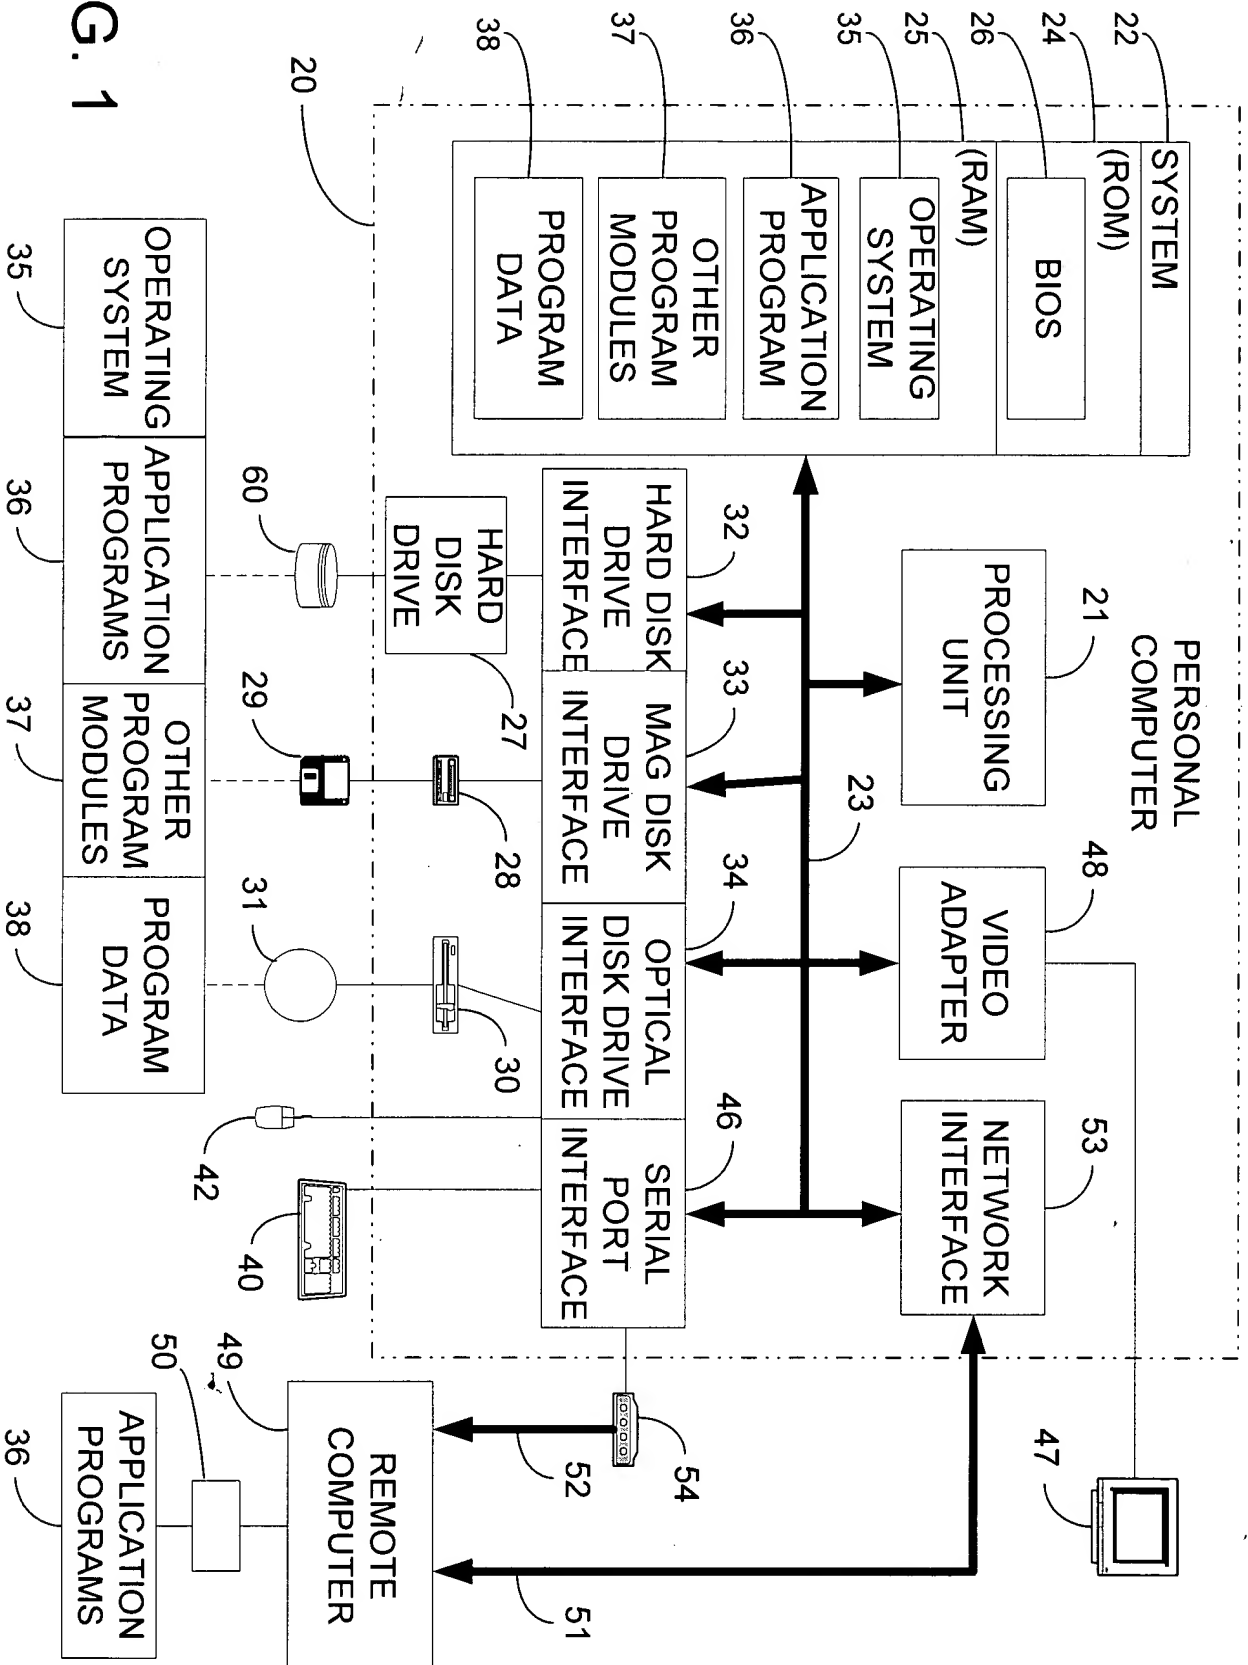 PERSONAL
COMPUTER
22
SYSTEM
24
(ROM)
26
BIOS
25
(RAM)
35
OPERATING
SYSTEM
36
APPLICATION
PROGRAM
37
OTHER
PROGRAM
MODULES
38
PROGRAM
DATA
20
21
PROCESSING
UNIT
48
VIDEO
ADAPTER
53
NETWORK
INTERFACE
47
23
32
HARD DISK
DRIVE
INTERFACE
33
MAG DISK
DRIVE
INTERFACE
34
OPTICAL
DISK DRIVE
INTERFACE
46
SERIAL
PORT
INTERFACE
HARD
DISK
DRIVE
27
28
30
54
52
51
60
29
31
42
40
49
REMOTE
COMPUTER
50
OPERATING
SYSTEM
35
APPLICATION
PROGRAMS
36
OTHER
PROGRAM
MODULES
37
PROGRAM
DATA
38
APPLICATION
PROGRAMS
36
G. 1